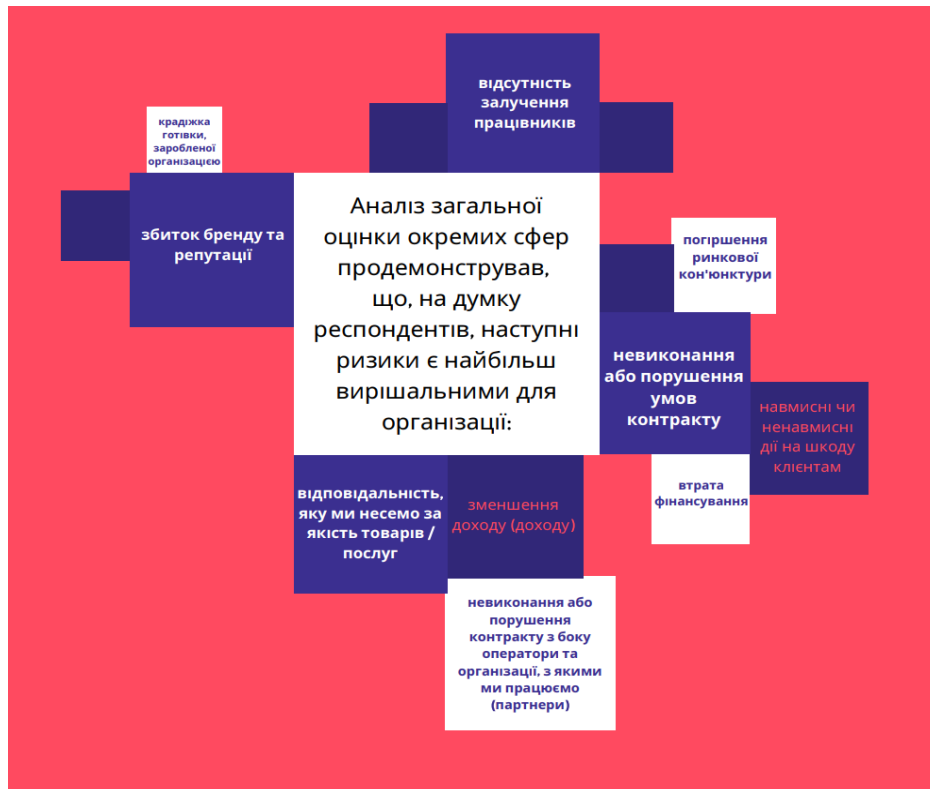 відсутність
залучення
працівників
крадіжка
готівки,
заробленої
організацією
збиток бренду та
репутації
Аналіз загальної
оцінки окремих сфер
продемонстрував,
що, на думку
респондентів, наступні
ризики є найбільш
вирішальними для
організації:
погіршення
ринкової
кон'юнктури
невиконання
або порушення
умов
контракту
навмисні чи
ненавмисні
дії на шкоду
клієнтам
втрата
фінансування
відповідальність,
яку ми несемо за
якість товарів /
послуг
зменшення
доходу (доходу)
невиконання або
порушення
контракту з боку
оператори та
організації, з якими
ми працюємо
(партнери)